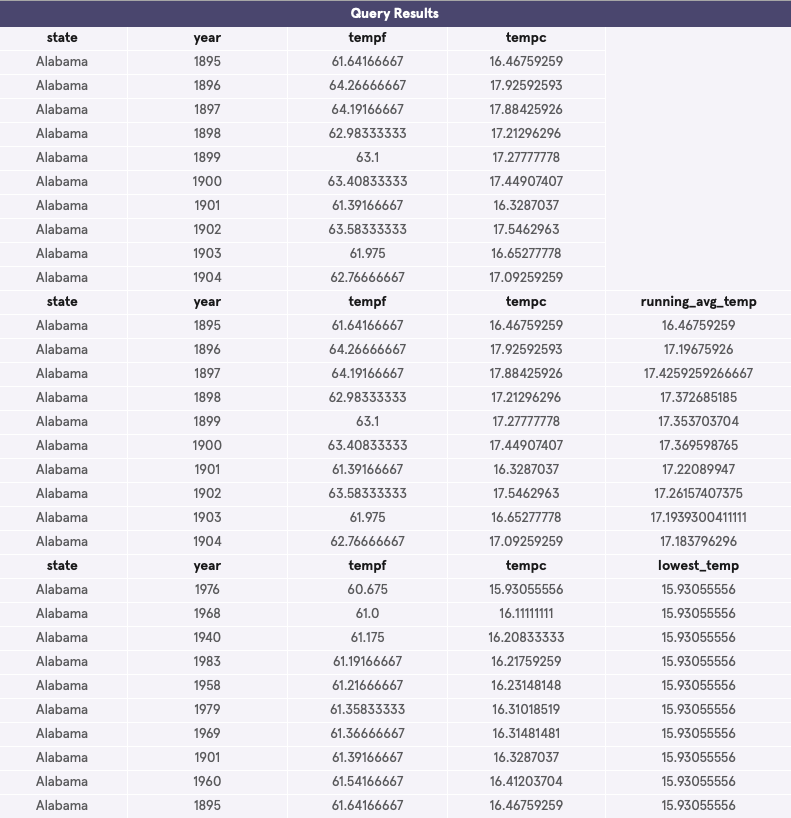 Query Results
state year tempf tempc
Alabama 1895 61.64166667 16.46759259
Alabama 1896 64.26666667 17.92592593
Alabama 1897 64.19166667 17.88425926
Alabama 1898 62.98333333 17.21296296
Alabama 1899 63.1 17.27777778
Alabama 1900 63.40833333 17.44907407
Alabama 1901 61.39166667 16.3287037
Alabama 1902 63.58333333 17.5462963
Alabama 1903 61.975 16.65277778
Alabama 1904 62.76666667 17.09259259
state year tempf tempc running_avg_temp
Alabama 1895 61.64166667 16.46759259 16.46759259
Alabama 1896 64.26666667 17.92592593 17.19675926
Alabama 1897 64.19166667 17.88425926 17.4259259266667
Alabama 1898 62.98333333 17.21296296 17.372685185
Alabama 1899 63.1 17.27777778 17.353703704
Alabama 1900 63.40833333 17.44907407 17.369598765
Alabama 1901 61.39166667 16.3287037 17.22089947
Alabama 1902 63.58333333 17.5462963 17.26157407375
Alabama 1903 61.975 16.65277778 17.1939300411111
Alabama 1904 62.76666667 17.09259259 17.183796296
state year tempf tempc lowest_temp
Alabama 1976 60.675 15.93055556 15.93055556
Alabama 1968 61.0 16.11111111 15.93055556
Alabama 1940 61.175 16.20833333 15.93055556
Alabama 1983 61.19166667 16.21759259 15.93055556
Alabama 1958 61.21666667 16.23148148 15.93055556
Alabama 1979 61.35833333 16.31018519 15.93055556
Alabama 1969 61.36666667 16.31481481 15.93055556
Alabama 1901 61.39166667 16.3287037 15.93055556
Alabama 1960 61.54166667 16.41203704 15.93055556
Alabama 1895 61.64166667 16.46759259 15.93055556